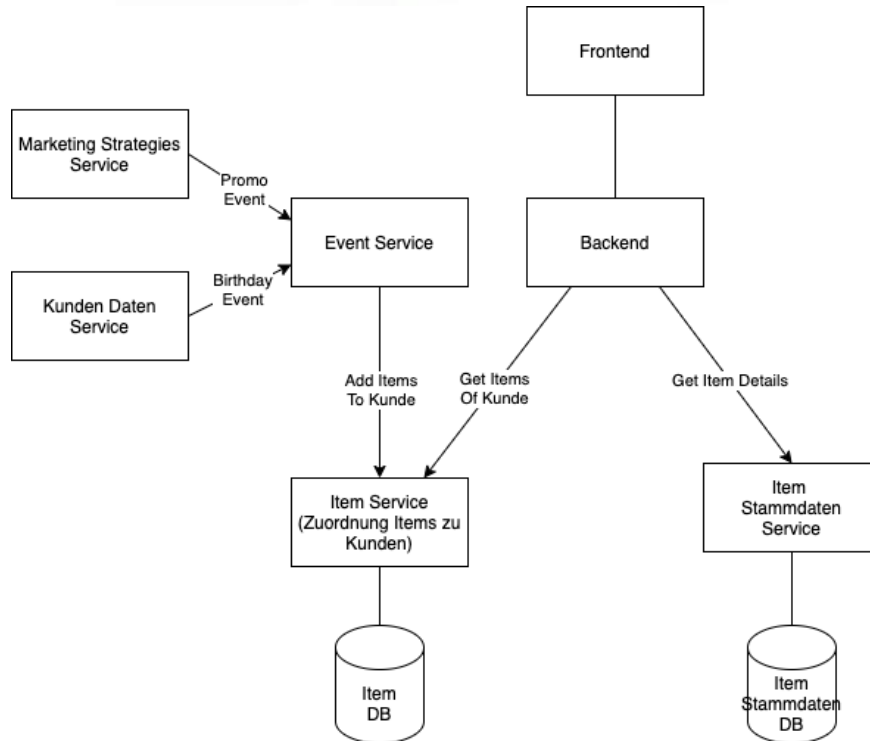 Frontend
Marketing Strategies
Service
Promo
Event
Event Service
Backend
Birthday
Event
Kunden Daten
Service
Add Items
To Kunde
Get Items
Of Kunde
Get Item Details
Item Service
(Zuordnung Items zu
Kunden)
Item
Stammdaten
Service
Item
DB
Item
Stammdaten
DB